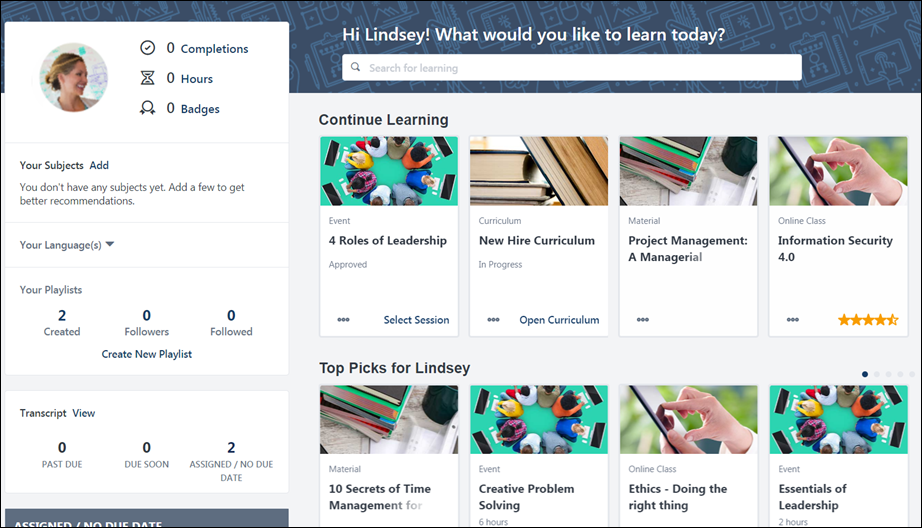 0 Completions
0 Hours
0 Badges
Your Subjects Add
You don't have any subjects yet. Add a few to get
better recommendations.
Your Language(s)
Your Playlists
2 0 0
Created Followers Followed
Create New Playlist
Transcript View
0 0 2
PAST DUE DUE SOON ASSIGNED / NO DUE
DATE
ASSIGNED / NO DUE DATE
Hi Lindsey! What would you like to learn today?
Search for learning
Continue Learning
Event
4 Roles of Leadership
Approved
Select Session
Curriculum
New Hire Curriculum
In Progress
Open Curriculum
Material
Project Management:
A Managerial
Online Class
Information Security
4.0
Top Picks for Lindsey
Material
10 Secrets of Time
Management for
Event
Creative Problem
Solving
6 hours
Online Class
Ethics - Doing the
right thing
Event
Essentials of
Leadership
2 hours